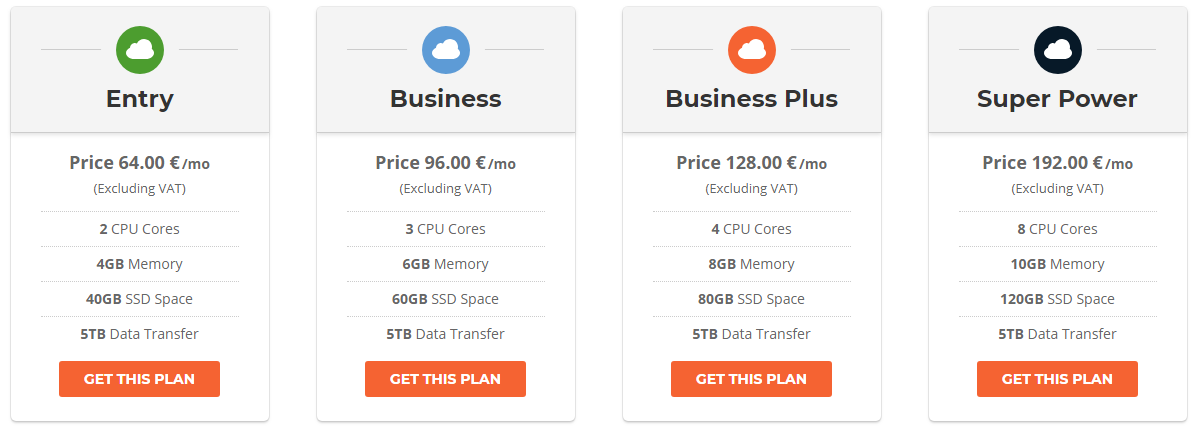 Entry
Price 64.00 €/mo
(Excluding VAT)
2 CPU Cores
4GB Memory
40GB SSD Space
5TB Data Transfer
GET THIS PLAN
Business
Price 96.00 €/mo
(Excluding VAT)
3 CPU Cores
6GB Memory
60GB SSD Space
5TB Data Transfer
GET THIS PLAN
Business Plus
Price 128.00 €/mo
(Excluding VAT)
4 CPU Cores
8GB Memory
80GB SSD Space
5TB Data Transfer
GET THIS PLAN
Super Power
Price 192.00 €/mo
(Excluding VAT)
8 CPU Cores
10GB Memory
120GB SSD Space
5TB Data Transfer
GET THIS PLAN